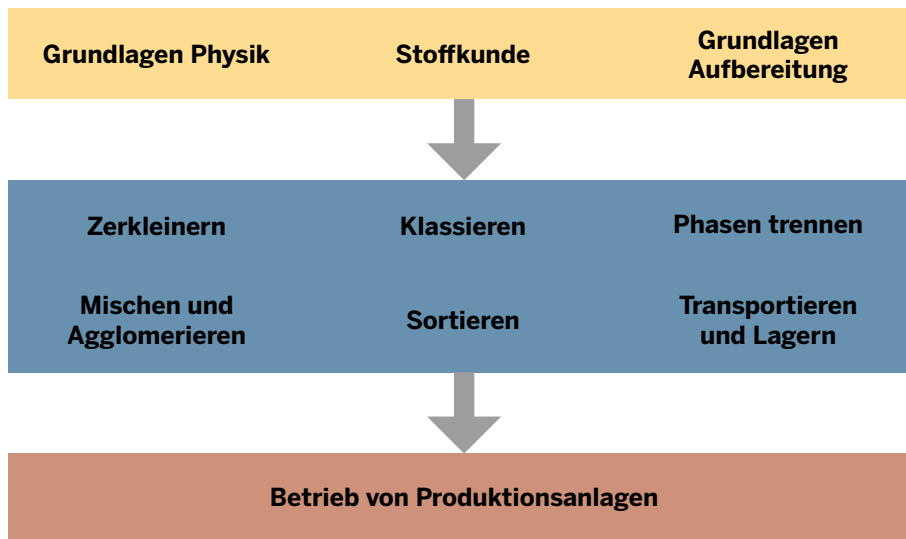 Grundlagen Physik
Stoffkunde
Grundlagen
Aufbereitung
Zerkleinern
Klassieren
Phasen trennen
Mischen und
Agglomerieren
Sortieren
Transportieren
und Lagern
Betrieb von Produktionsanlagen